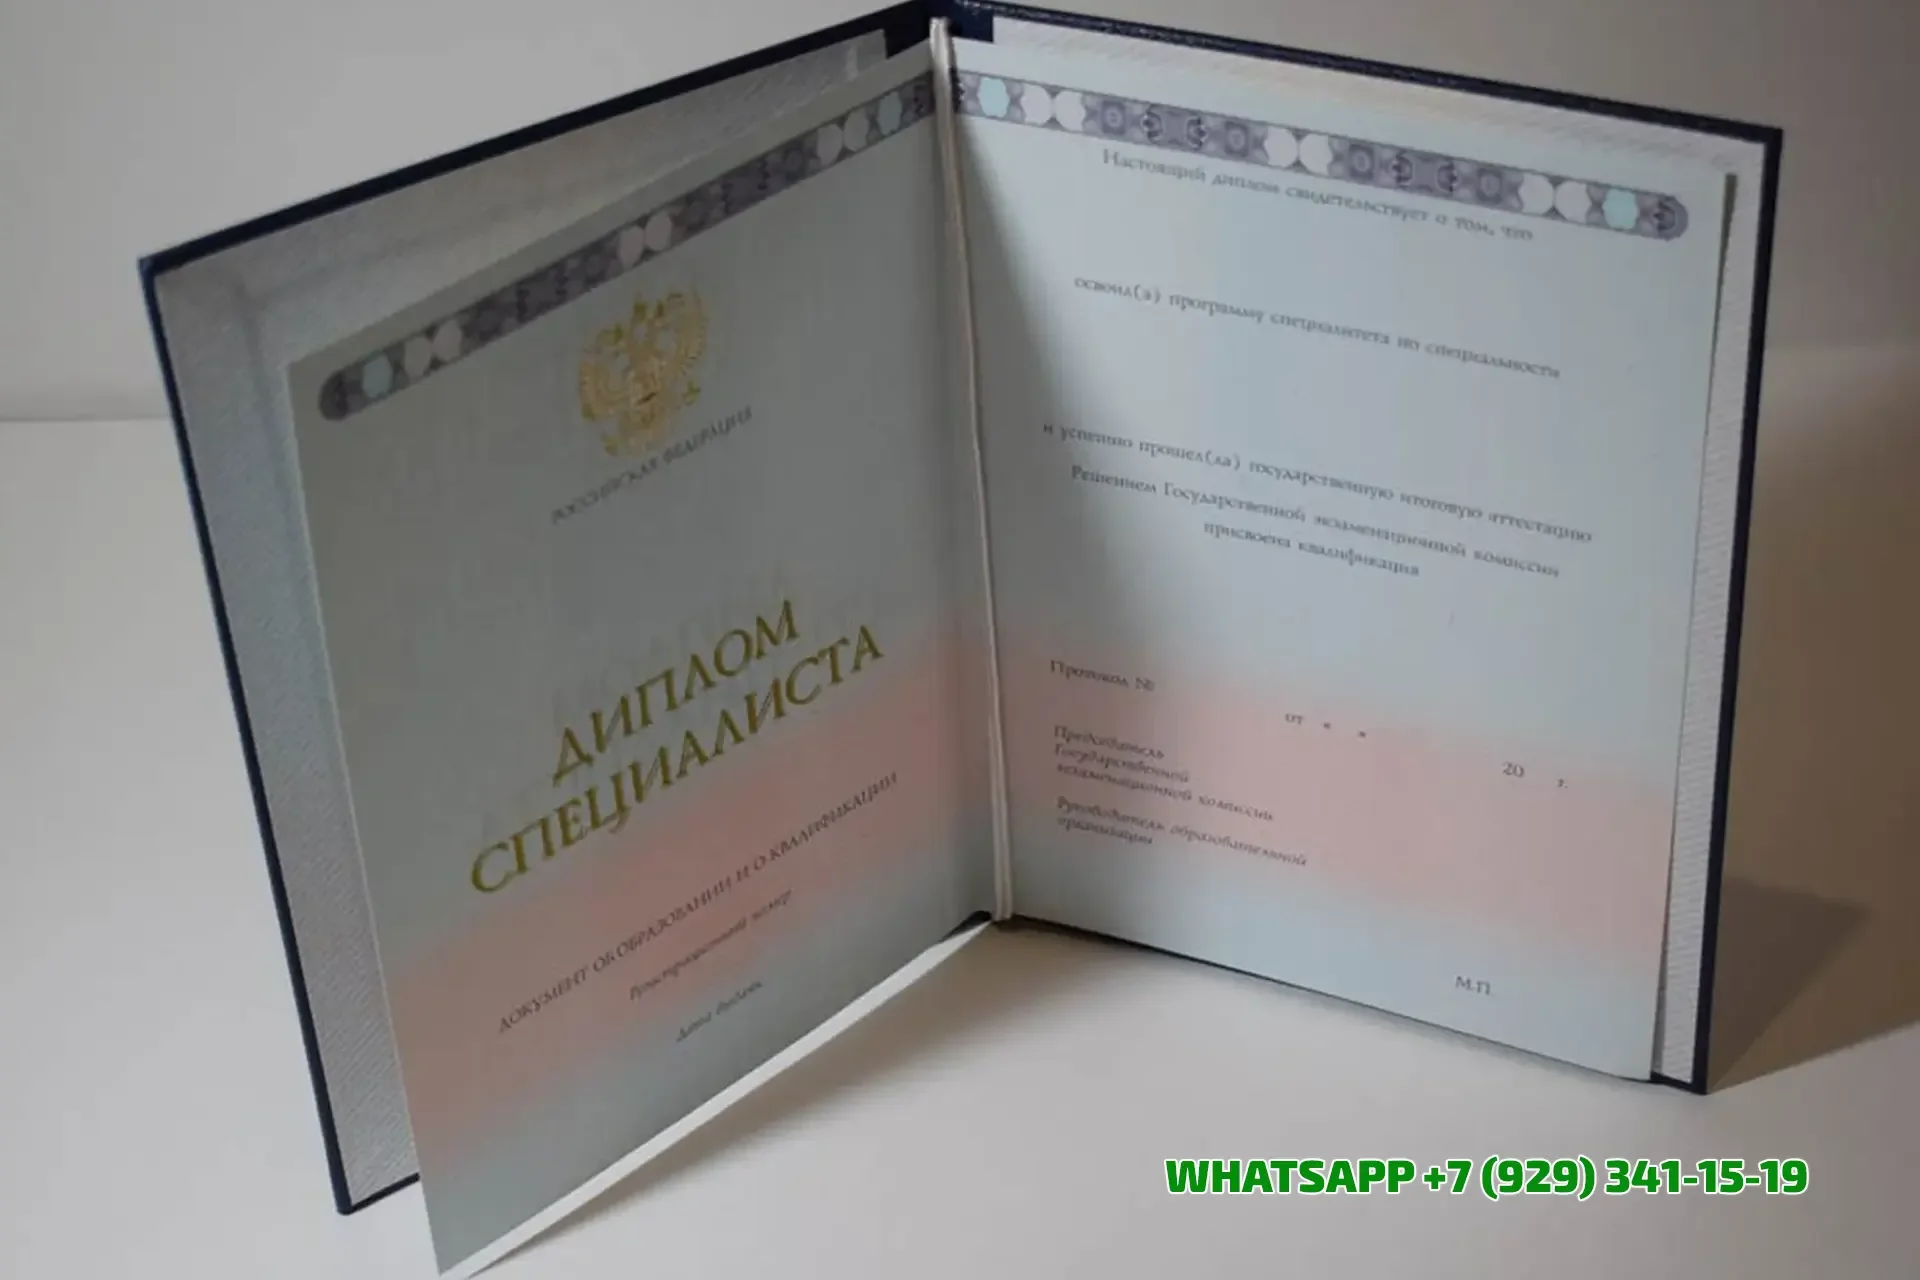 РОССИЙСКАЯ ФЕДЕРАЦИЯ
ДИПЛОМ
СПЕЦИАЛИСТА
ДОКУМЕНТ ОБ ОБРАЗОВАНИИ И О КВАЛИФИКАЦИИ
Регистрационный номер
Дата выдачи
Настоящий диплом свидетельствует о том, что
освоил(а) программу специалитета по специальности
и успешно прошел(ла) государственную итоговую аттестацию
Решением Государственной экзаменационной комиссии
присвоена квалификация
Протокол №
от « » 20 г.
Председатель
Государственной
экзаменационной комиссии
Руководитель образовательной
организации
М.П.
WHATSAPP +7 (929) 341-15-19